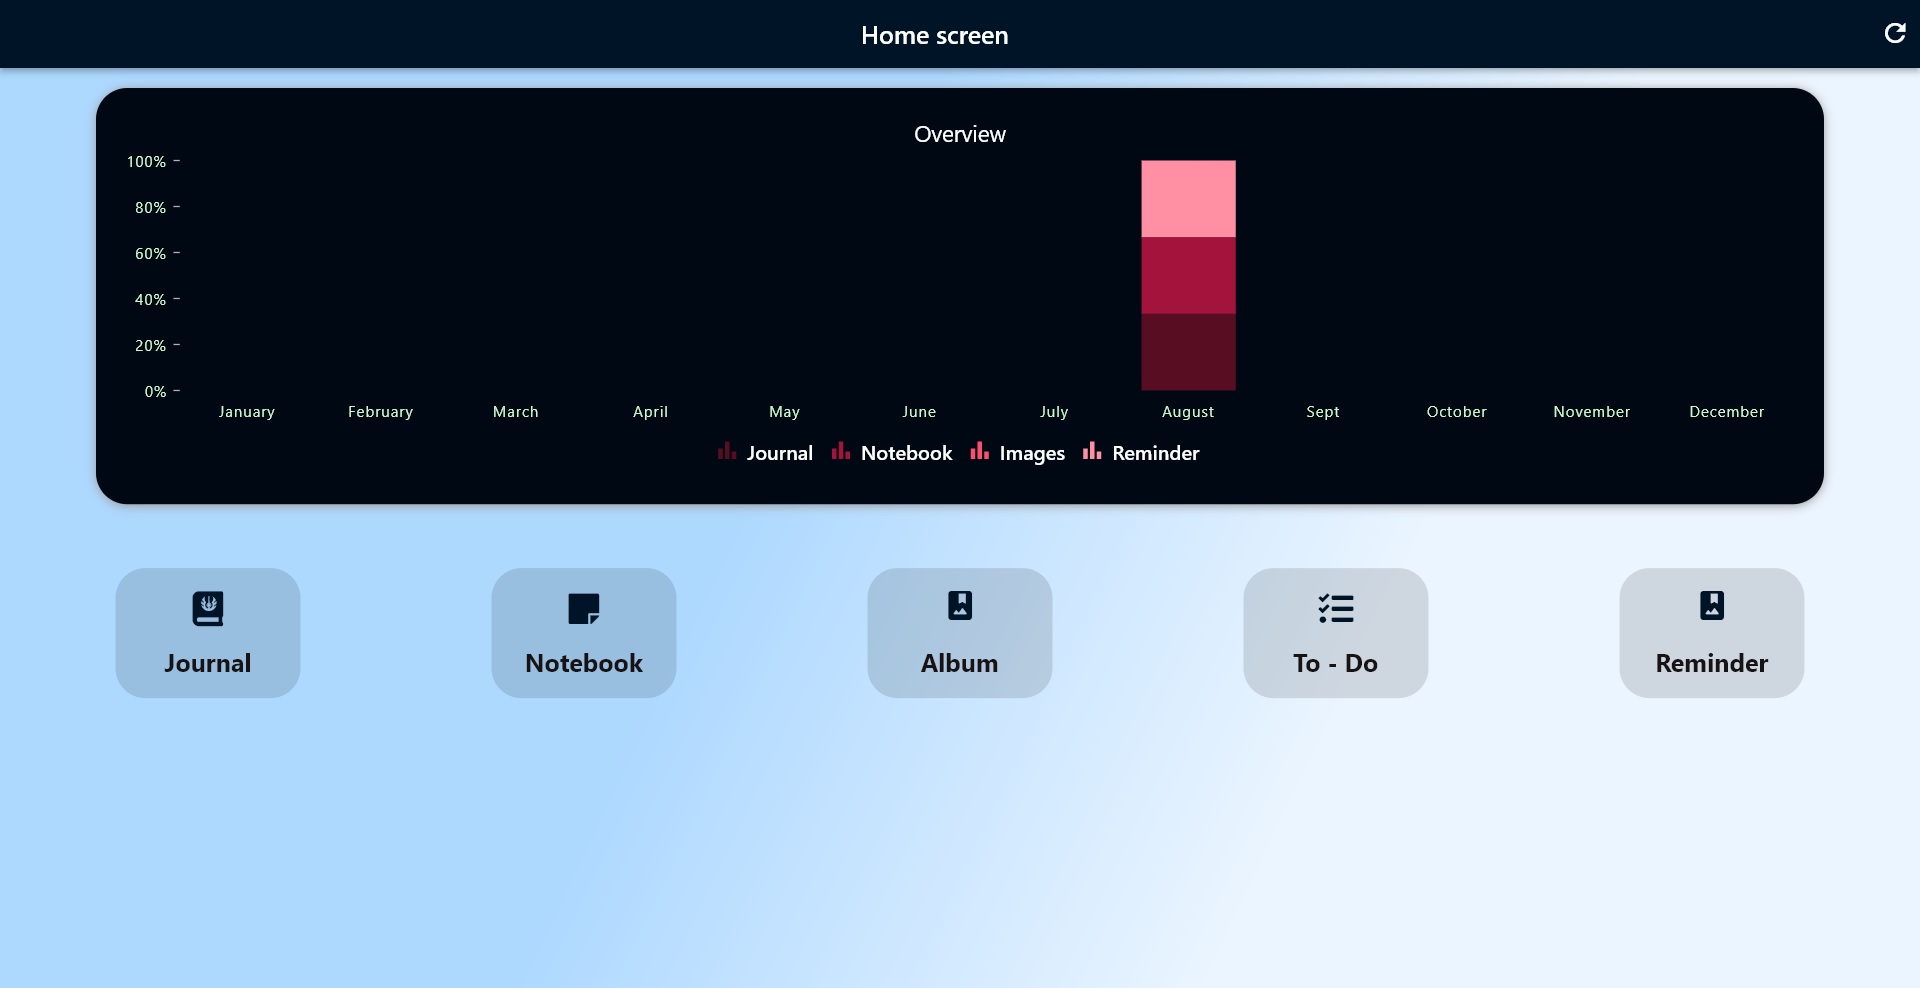 Home screen
Overview
100%
80%
60%
40%
20%
0%
January February March April May June July August Sept October November December
Journal Notebook Images Reminder
Journal Notebook Album To - Do Reminder